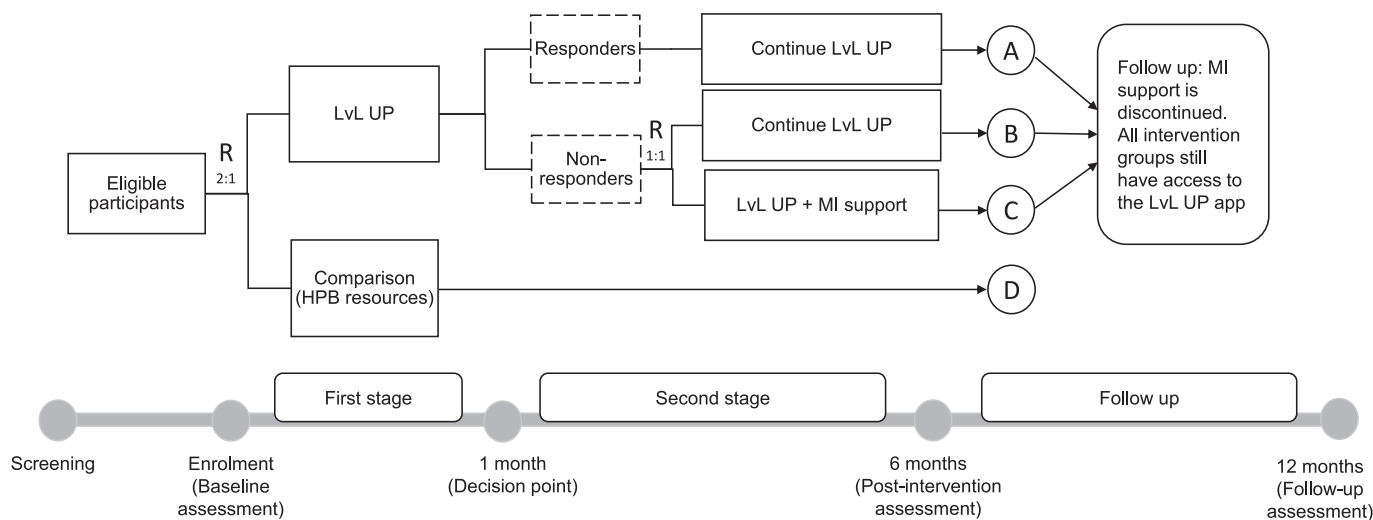 Eligible
participants
R
2:1
LvL UP
Comparison
(HPB resources)
Responders
Non-
responders
R
1:1
Continue LvL UP
Continue LvL UP
LvL UP + MI support
A
B
C
D
Follow up: MI
support is
discontinued.
All intervention
groups still
have access to
the LvL UP app
First stage
Second stage
Follow up
Screening
Enrolment
(Baseline
assessment)
1 month
(Decision point)
6 months
(Post-intervention
assessment)
12 months
(Follow-up
assessment)